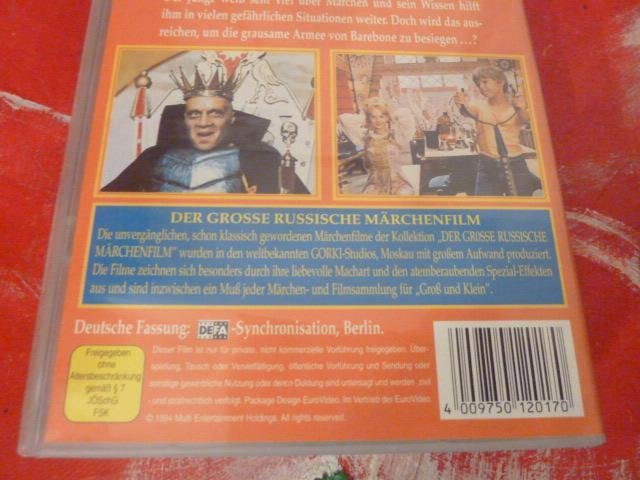 Der Junge weiß sehr viel über Märchen und sein Wissen hilft
ihm in vielen gefährlichen Situationen weiter. Doch wird das aus-
reichen, um die grausame Armee von Barebone zu besiegen ...?
DER GROSSE RUSSISCHE MÄRCHENFILM
Die unvergänglichen, schon klassisch gewordenen Märchenfilme der Kollektion „DER GROSSE RUSSISCHE
MÄRCHENFILM" wurden in den weltbekannten GORKI-Studios, Moskau mit großem Aufwand produziert.
Die Filme zeichnen sich besonders durch ihre liebevolle Machart und den atemberaubenden Spezial-Effekten
aus und sind inzwischen ein Muß jeder Märchen- und Filmsammlung für „Groß und Klein".
Deutsche Fassung: DEFA-Synchronisation, Berlin.
Freigegeben
ohne
Altersbeschränkung
gemäß § 7
JÖSchG
FSK
Dieser Film ist nur für private, nicht kommerzielle Vorführung freigegeben. Über-
spielung, Tausch oder Vervielfältigung, öffentliche Vorführung und Sendung oder
sonstige gewerbliche Nutzung oder deren Duldung sind untersagt und werden zivil
- und strafrechtlich verfolgt. Package Design EuroVideo. Im Vertrieb der EuroVideo.
© 1994 Multi Entertainment Holdings. All rights reserved.
4 009750 120170